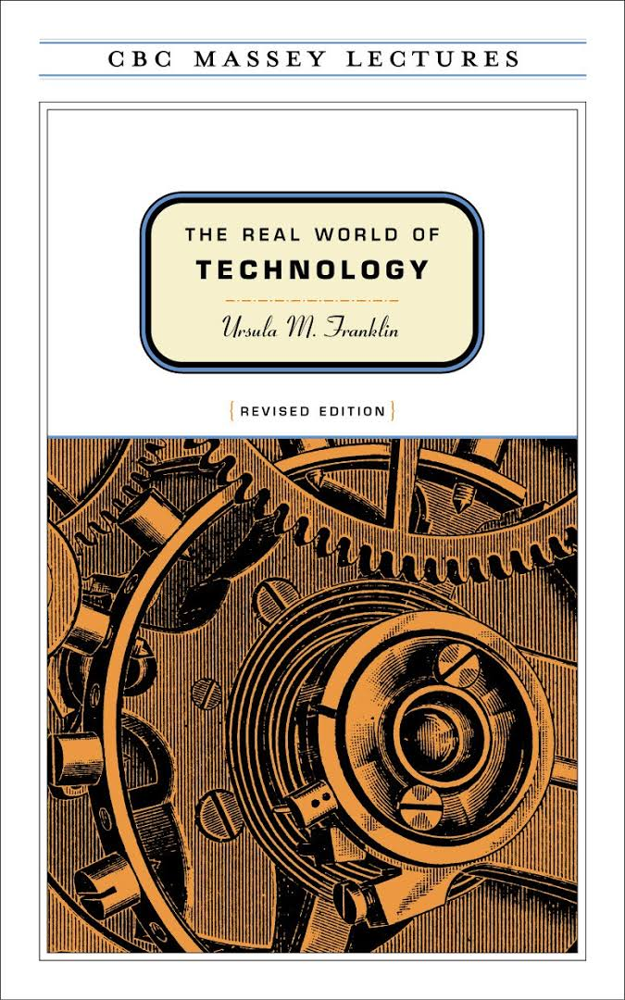 CBC MASSEY LECTURES
THE REAL WORLD OF
TECHNOLOGY
Ursula M. Franklin
{REVISED EDITION}